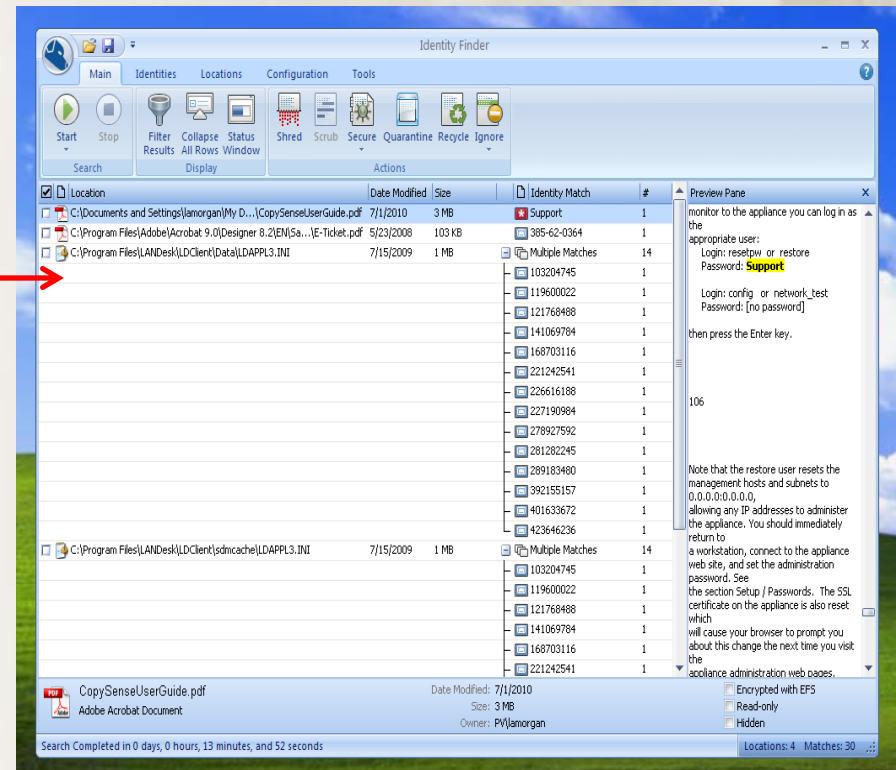 Identity Finder
Main Identities Locations Configuration Tools
Start Stop Filter Results Collapse All Rows Status Window Shred Scrub Secure Quarantine Recycle Ignore
Search Display Actions
Location Date Modified Size Identity Match # Preview Pane X
C:\Documents and Settings\lamorgan\My D...\CopySenseUserGuide.pdf 7/1/2010 3 MB Support 1
C:\Program Files\Adobe\Acrobat 9.0\Designer 8.2\EN\Sa...\E-Ticket.pdf 5/23/2008 103 KB 385-62-0364 1
C:\Program Files\LANDesk\LDClient\Data\LDAPPL3.INI 7/15/2009 1 MB Multiple Matches 14
103204745 1
119600022 1
121768488 1
141069784 1
168703116 1
221242541 1
226616188 1
227190984 1
278927592 1
281282245 1
289183480 1
392155157 1
401633672 1
423646236 1
C:\Program Files\LANDesk\LDClient\sdmcache\LDAPPL3.INI 7/15/2009 1 MB Multiple Matches 14
103204745 1
119600022 1
121768488 1
141069784 1
168703116 1
221242541 1
monitor to the appliance you can log in as
the
appropriate user:
Login: resetpw or restore
Password: Support
Login: config or network_test
Password: [no password]
then press the Enter key.
106
Note that the restore user resets the
management hosts and subnets to
0.0.0.0:0.0.0.0,
allowing any IP addresses to administer
the appliance. You should immediately
return to
a workstation, connect to the appliance
web site, and set the administration
password. See
the section Setup / Passwords. The SSL
certificate on the appliance is also reset
which
will cause your browser to prompt you
about this change the next time you visit
the
appliance administration web pages.
CopySenseUserGuide.pdf Date Modified: 7/1/2010 Encrypted with EFS
Adobe Acrobat Document Size: 3 MB Read-only
Owner: PV\lamorgan Hidden
Search Completed in 0 days, 0 hours, 13 minutes, and 52 seconds Locations: 4 Matches: 30